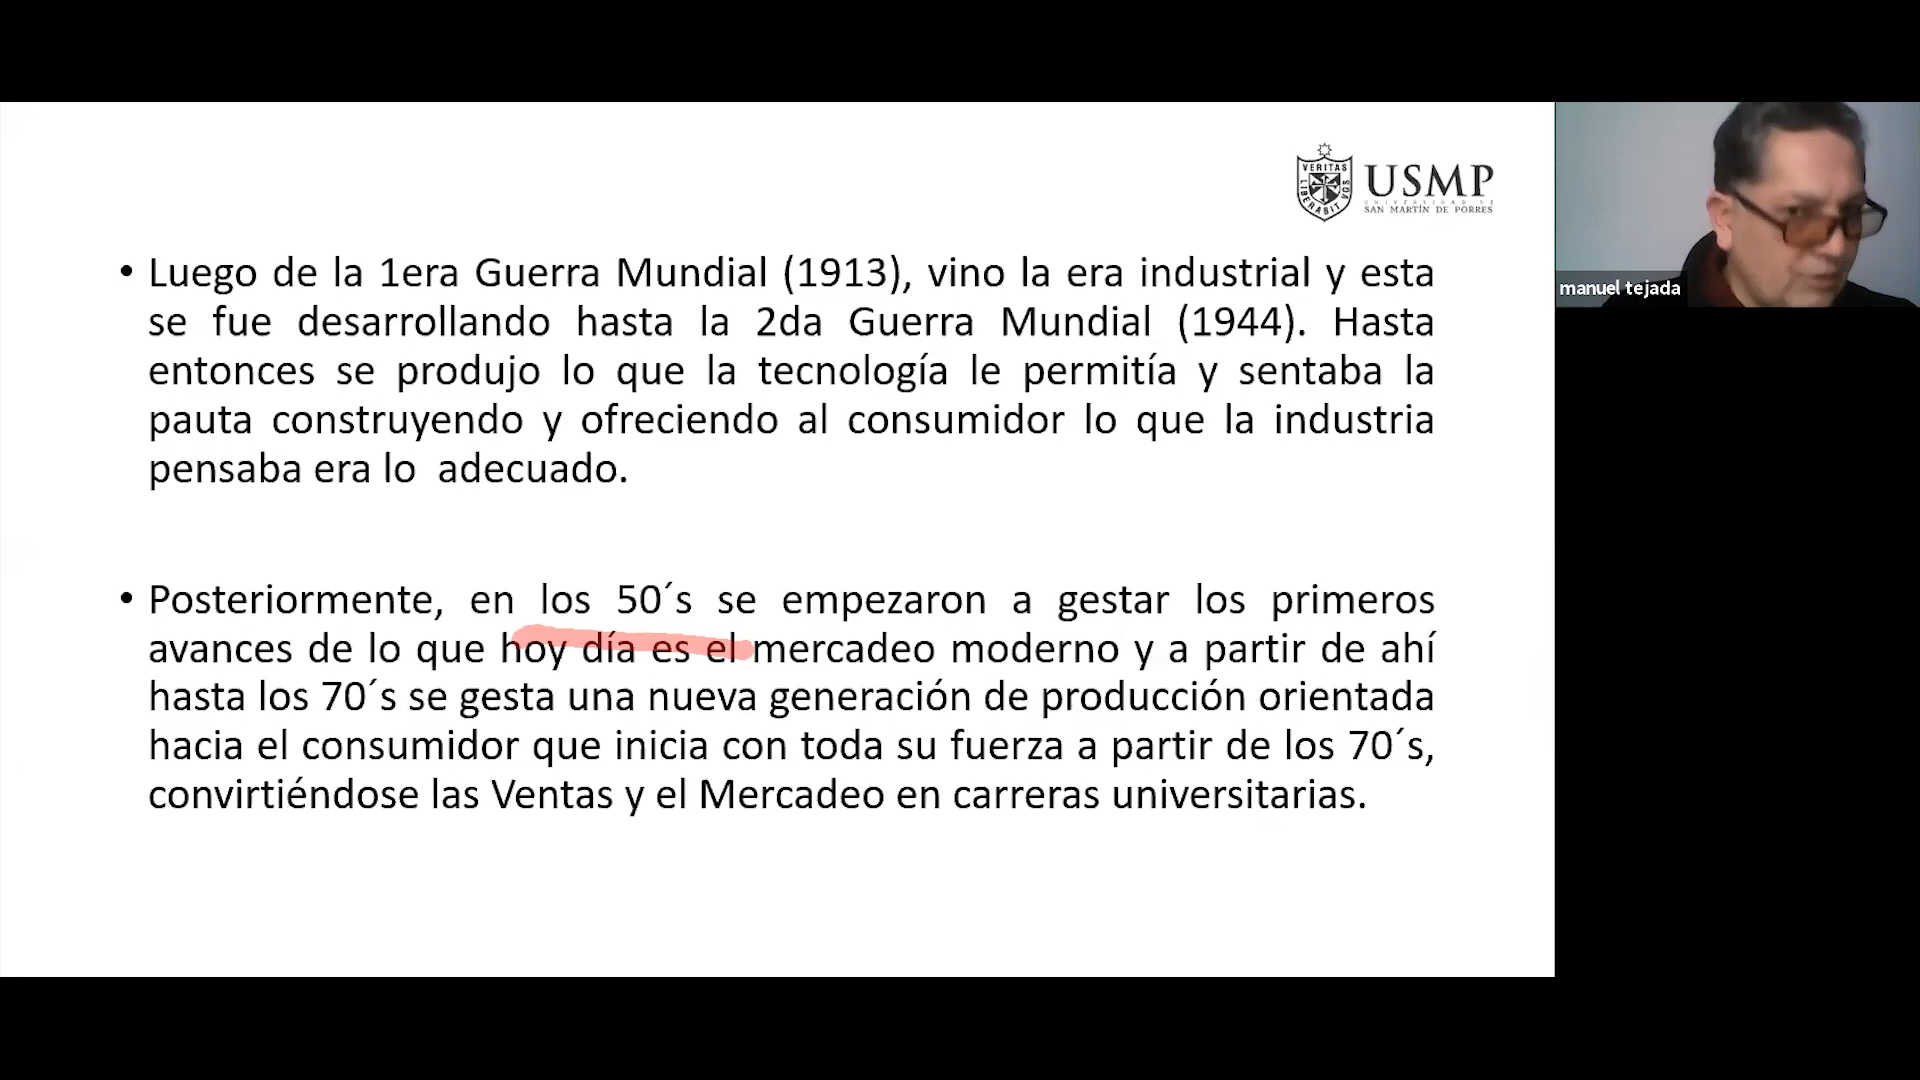 VERITAS
LIBERABIT VOS
USMP
UNIVERSIDAD DE
SAN MARTÍN DE PORRES
manuel tejada
• Luego de la 1era Guerra Mundial (1913), vino la era industrial y esta
se fue desarrollando hasta la 2da Guerra Mundial (1944). Hasta
entonces se produjo lo que la tecnología le permitía y sentaba la
pauta construyendo y ofreciendo al consumidor lo que la industria
pensaba era lo adecuado.
• Posteriormente, en los 50´s se empezaron a gestar los primeros
avances de lo que hoy día es el mercadeo moderno y a partir de ahí
hasta los 70´s se gesta una nueva generación de producción orientada
hacia el consumidor que inicia con toda su fuerza a partir de los 70´s,
convirtiéndose las Ventas y el Mercadeo en carreras universitarias.